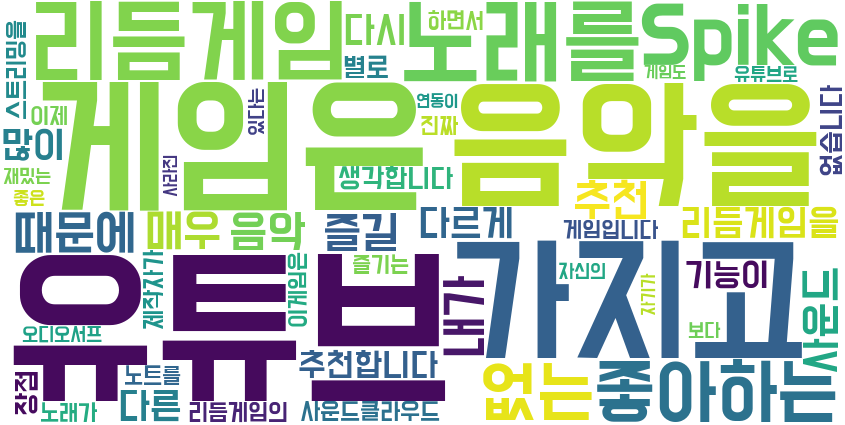 스트리밍을
리듬게임
다시
하면서
별로
노래를
Spike
게임도
유튜브로
많이
이제
재밌는
좋은
게임은
사라진
있다는
연동이
진짜
생각합니다
음악을
없습니다
추천
때문에
매우
음악
즐길
다르게
게임입니다
리듬게임을
유튜브
제작자가
이게임은
즐기는
내가
가지고
자신의
자기가
기능이
보다
사운드
오디오서프
추천합니다
장점
노래가
노트를
다른
리듬게임의
사운드클라우드
없는
좋아하는